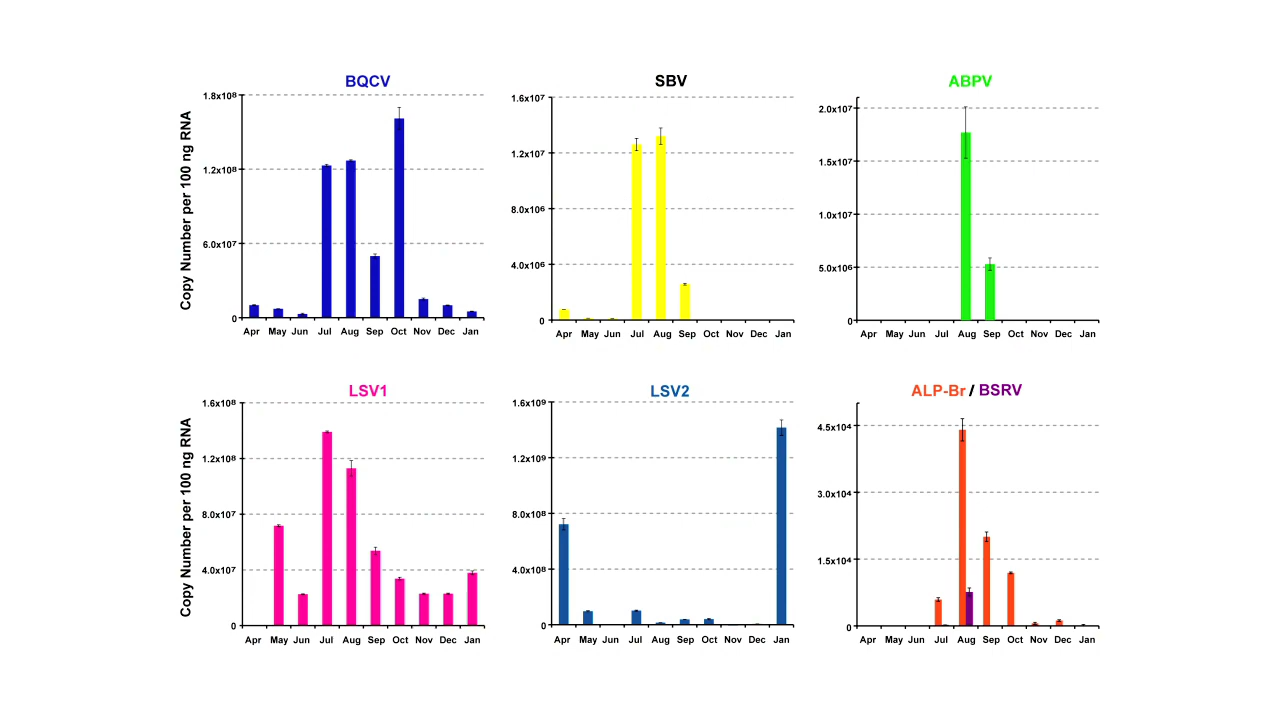 BQCV
SBV
ABPV
Copy Number per 100 ng RNA
1.8x10⁸
1.2x10⁸
6.0x10⁷
0
Apr May Jun Jul Aug Sep Oct Nov Dec Jan
1.6x10⁷
1.2x10⁷
8.0x10⁶
4.0x10⁶
0
Apr May Jun Jul Aug Sep Oct Nov Dec Jan
2.0x10⁷
1.5x10⁷
1.0x10⁷
5.0x10⁶
0
Apr May Jun Jul Aug Sep Oct Nov Dec Jan
LSV1
LSV2
ALP-Br / BSRV
Copy Number per 100 ng RNA
1.6x10⁸
1.2x10⁸
8.0x10⁷
4.0x10⁷
0
Apr May Jun Jul Aug Sep Oct Nov Dec Jan
1.6x10⁹
1.2x10⁹
8.0x10⁸
4.0x10⁸
0
Apr May Jun Jul Aug Sep Oct Nov Dec Jan
4.5x10⁴
3.0x10⁴
1.5x10⁴
0
Apr May Jun Jul Aug Sep Oct Nov Dec Jan